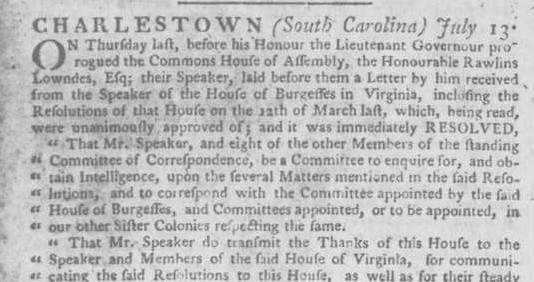 CHARLESTOWN (South Carolina) July 13.
ON Thursday last, before his Honour the Lieutenant Governour pro-
rogued the Commons House of Assembly, the Honourable Rawlins
Lowndes, Esq; their Speaker, laid before them a Letter by him received
from the Speaker of the House of Burgesses in Virginia, inclosing the
Resolutions of that House on the 12th of March last, which, being read,
were unanimously approved of; and it was immediately RESOLVED,
" That Mr. Speaker, and eight of the other Members of the standing
" Committee of Correspondence, be a Committee to enquire for, and ob-
" tain Intelligence, upon the several Matters mentioned in the said Reso-
" lutions, and to correspond with the Committee appointed by the said
" House of Burgesses, and Committees appointed, or to be appointed, in
" our other Sister Colonies respecting the same.
" That Mr. Speaker do transmit the Thanks of this House to the
" Speaker and Members of the said House of Virginia, for communi-
" cating the said Resolutions to this House, as well as for their steady